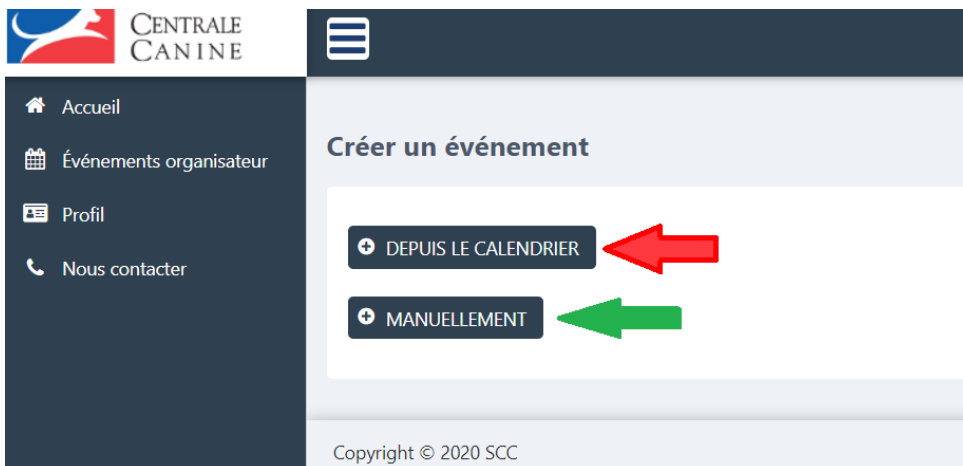 CENTRALE
CANINE
Accueil
Événements organisateur
Profil
Nous contacter
Créer un événement
DEPUIS LE CALENDRIER
MANUELLEMENT
Copyright © 2020 SCC